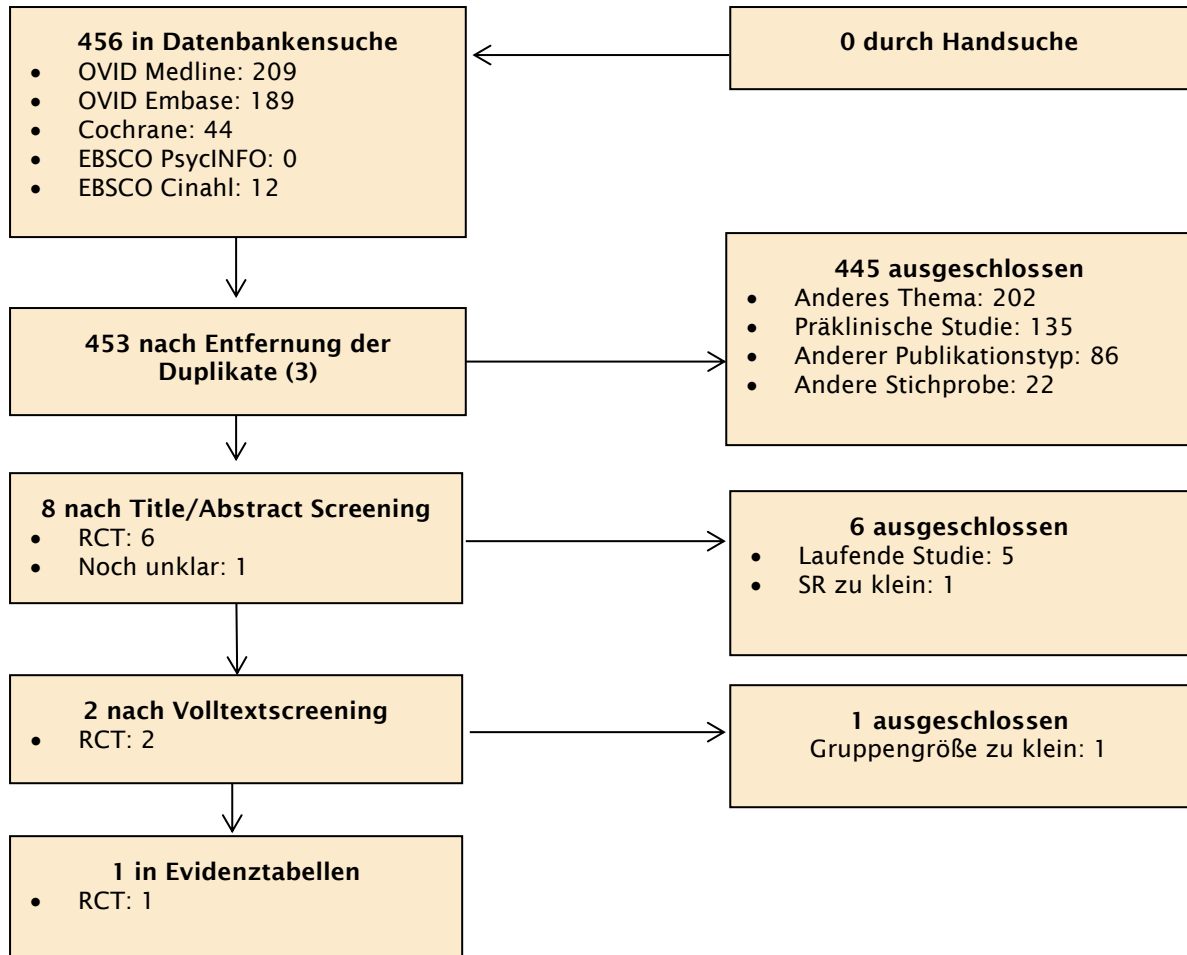 456 in Datenbankensuche
• OVID Medline: 209
• OVID Embase: 189
• Cochrane: 44
• EBSCO PsycINFO: 0
• EBSCO Cinahl: 12
0 durch Handsuche
453 nach Entfernung der
Duplikate (3)
445 ausgeschlossen
• Anderes Thema: 202
• Präklinische Studie: 135
• Anderer Publikationstyp: 86
• Andere Stichprobe: 22
8 nach Title/Abstract Screening
• RCT: 6
• Noch unklar: 1
6 ausgeschlossen
• Laufende Studie: 5
• SR zu klein: 1
2 nach Volltextscreening
• RCT: 2
1 ausgeschlossen
Gruppengröße zu klein: 1
1 in Evidenztabellen
• RCT: 1